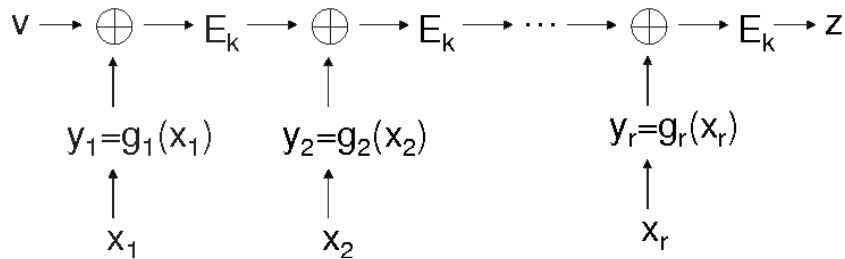 v → ⊕ → E_k → ⊕ → E_k → ⋯ → ⊕ → E_k → z
y_1=g_1(x_1) y_2=g_2(x_2) y_r=g_r(x_r)
x_1 x_2 x_r